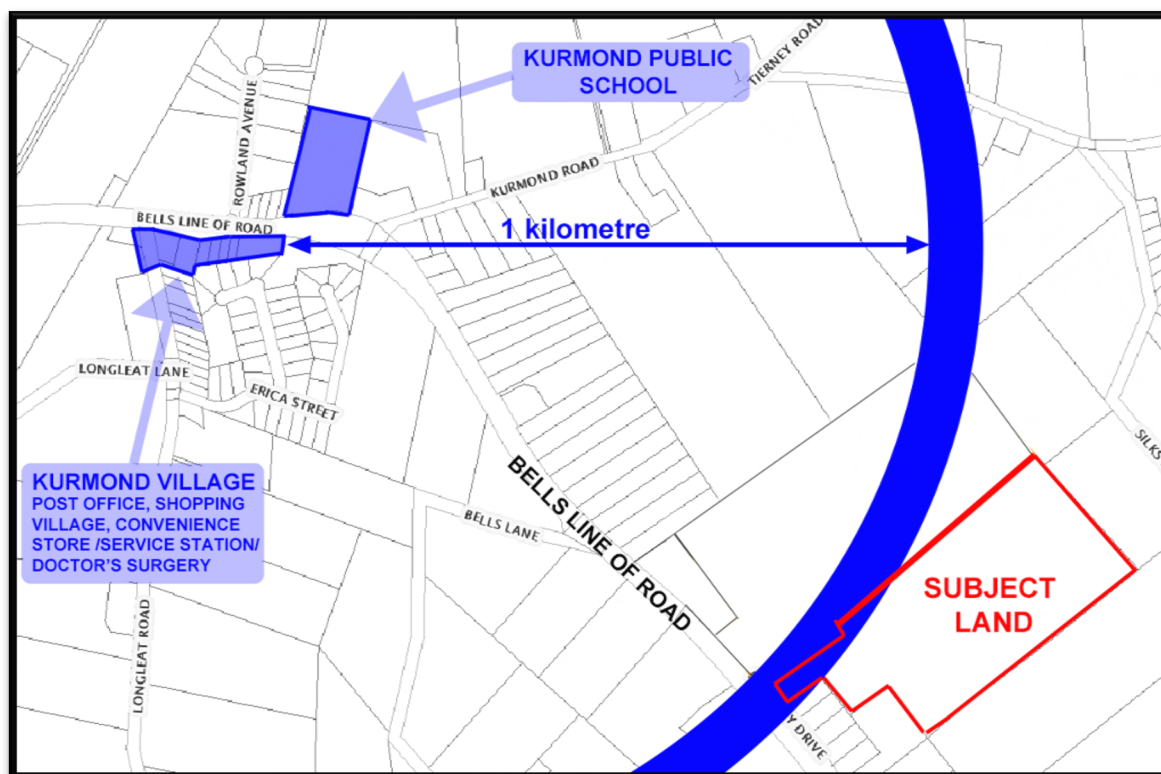 KURMOND PUBLIC
SCHOOL
TIERNEY ROAD
ROWLAND AVENUE
KURMOND ROAD
BELLS LINE OF ROAD
1 kilometre
LONGLEAT LANE
ERICA STREET
SILKS
KURMOND VILLAGE
POST OFFICE, SHOPPING
VILLAGE, CONVENIENCE
STORE /SERVICE STATION/
DOCTOR'S SURGERY
BELLS LANE
BELLS LINE OF ROAD
SUBJECT
LAND
LONGLEAT ROAD
Y DRIVE